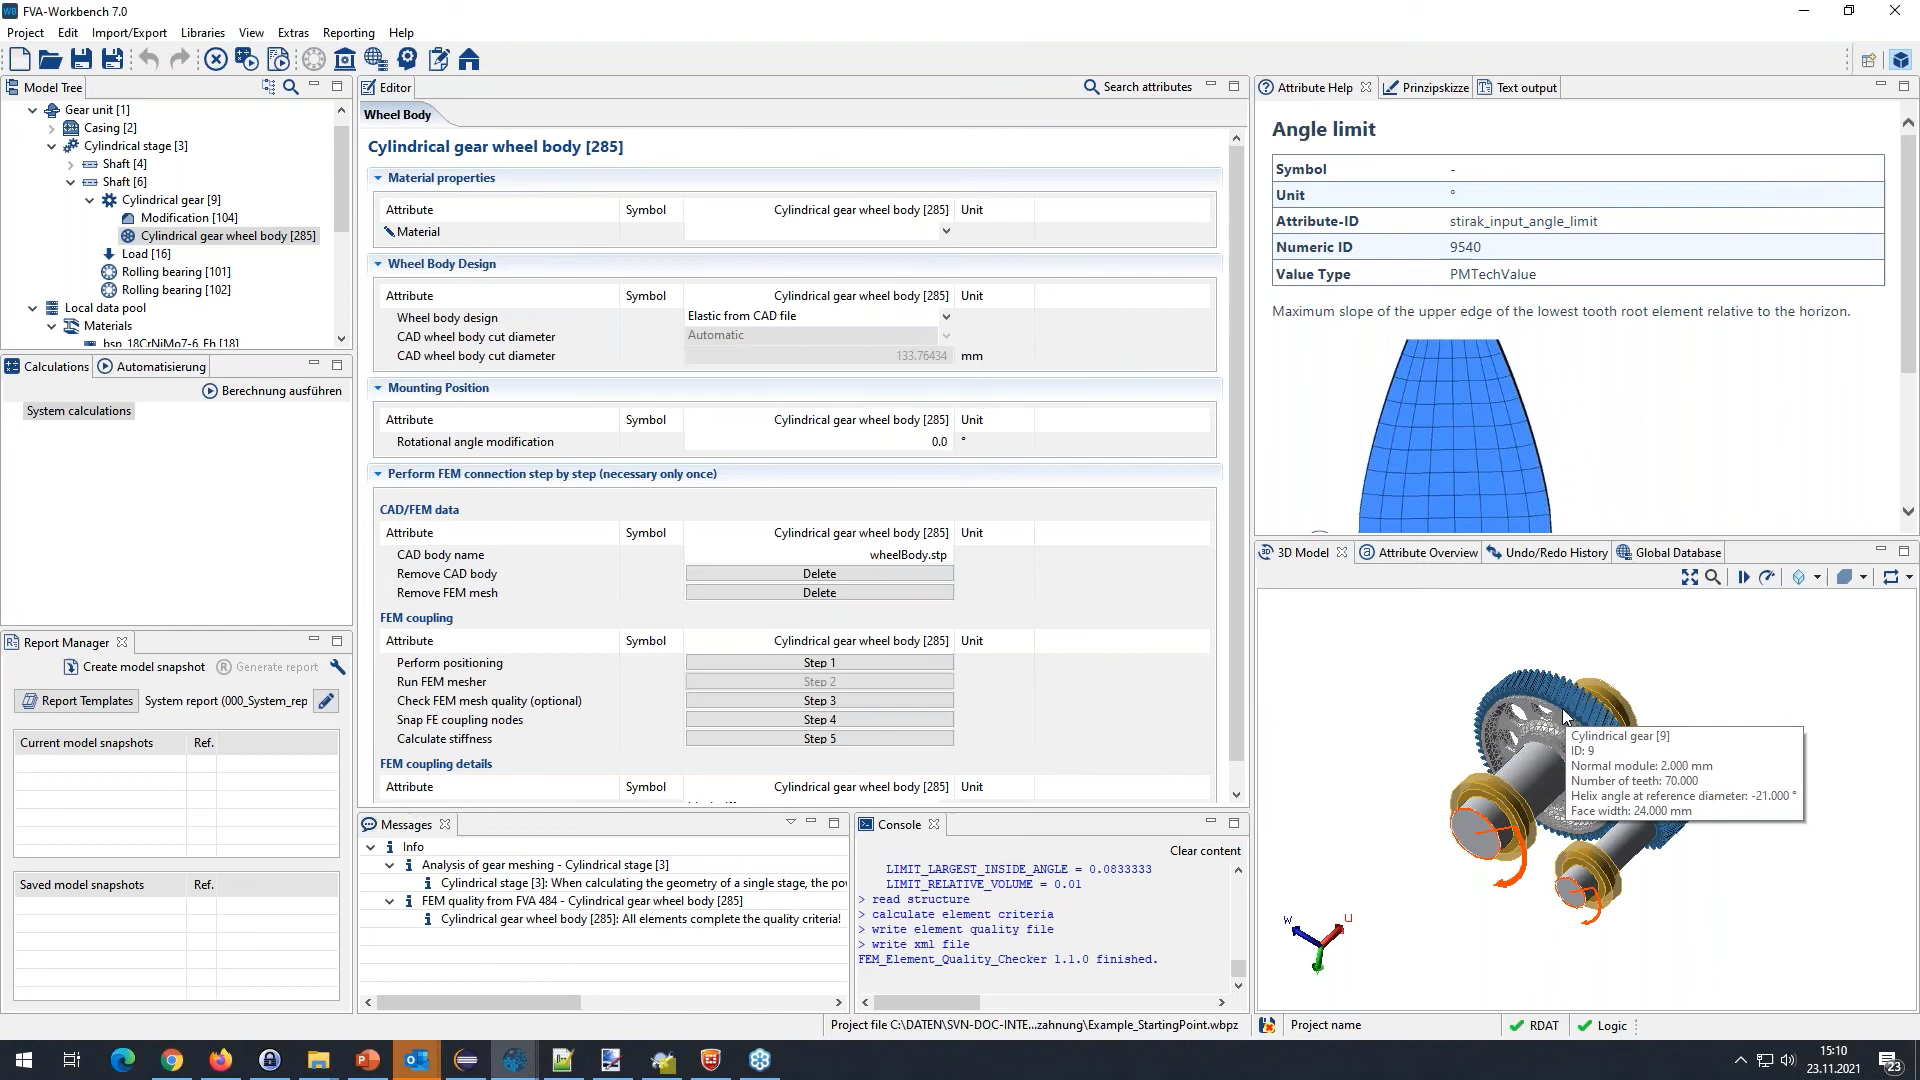 FVA-Workbench 7.0
Project Edit Import/Export Libraries View Extras Reporting Help
Model Tree
Gear unit [1]
Casing [2]
Cylindrical stage [3]
Shaft [4]
Shaft [6]
Cylindrical gear [9]
Modification [104]
Cylindrical gear wheel body [285]
Load [16]
Rolling bearing [101]
Rolling bearing [102]
Local data pool
Materials
bsp_18CrNiMo7-6_Eh [18]
Calculations Automatisierung
Berechnung ausführen
System calculations
Report Manager
Create model snapshot Generate report
Report Templates System report (000_System_rep
Current model snapshots Ref.
Saved model snapshots Ref.
Editor Search attributes
Wheel Body
Cylindrical gear wheel body [285]
Material properties
Attribute Symbol Cylindrical gear wheel body [285] Unit
Material
Wheel Body Design
Attribute Symbol Cylindrical gear wheel body [285] Unit
Wheel body design Elastic from CAD file
CAD wheel body cut diameter Automatic
CAD wheel body cut diameter 133.76434 mm
Mounting Position
Attribute Symbol Cylindrical gear wheel body [285] Unit
Rotational angle modification 0.0 °
Perform FEM connection step by step (necessary only once)
CAD/FEM data
Attribute Symbol Cylindrical gear wheel body [285] Unit
CAD body name wheelBody.stp
Remove CAD body Delete
Remove FEM mesh Delete
FEM coupling
Attribute Symbol Cylindrical gear wheel body [285] Unit
Perform positioning Step 1
Run FEM mesher Step 2
Check FEM mesh quality (optional) Step 3
Snap FE coupling nodes Step 4
Calculate stiffness Step 5
FEM coupling details
Attribute Symbol Cylindrical gear wheel body [285] Unit
Messages
Info
Analysis of gear meshing - Cylindrical stage [3]
Cylindrical stage [3]: When calculating the geometry of a single stage, the pow
FEM quality from FVA 484 - Cylindrical gear wheel body [285]
Cylindrical gear wheel body [285]: All elements complete the quality criteria!
Console
Clear content
LIMIT_LARGEST_INSIDE_ANGLE = 0.0833333
LIMIT_RELATIVE_VOLUME = 0.01
> read structure
> calculate element criteria
> write element quality file
> write xml file
FEM_Element_Quality_Checker 1.1.0 finished.
Attribute Help Prinzipskizze Text output
Angle limit
Symbol -
Unit °
Attribute-ID stirak_input_angle_limit
Numeric ID 9540
Value Type PMTechValue
Maximum slope of the upper edge of the lowest tooth root element relative to the horizon.
3D Model Attribute Overview Undo/Redo History Global Database
Cylindrical gear [9]
ID: 9
Normal module: 2.000 mm
Number of teeth: 70.000
Helix angle at reference diameter: -21.000 °
Face width: 24.000 mm
W U
Project file C:\DATEN\SVN-DOC-INTE...zahnung/Example_StartingPoint.wbpz
Project name
RDAT Logic
15:10
23.11.2021
23